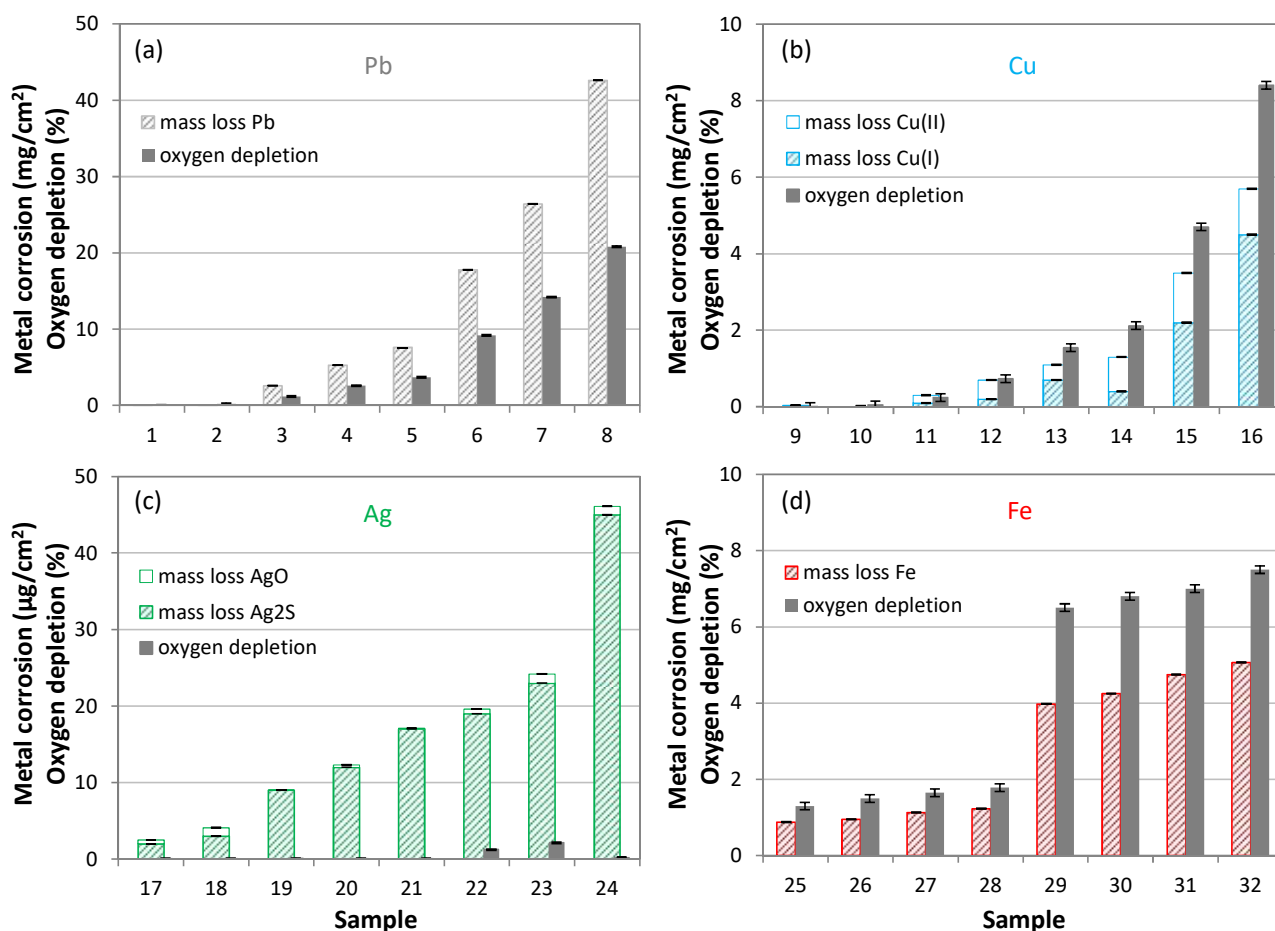 (a)
Pb
Metal corrosion (mg/cm²)
Oxygen depletion (%)
50
40
30
20
10
0
mass loss Pb
oxygen depletion
1 2 3 4 5 6 7 8
(b)
Cu
Metal corrosion (mg/cm²)
Oxygen depletion (%)
10
8
6
4
2
0
mass loss Cu(II)
mass loss Cu(I)
oxygen depletion
9 10 11 12 13 14 15 16
(c)
Ag
Metal corrosion (µg/cm²)
Oxygen depletion (%)
50
40
30
20
10
0
mass loss AgO
mass loss Ag2S
oxygen depletion
17 18 19 20 21 22 23 24
Sample
(d)
Fe
Metal corrosion (mg/cm²)
Oxygen depletion (%)
10
8
6
4
2
0
mass loss Fe
oxygen depletion
25 26 27 28 29 30 31 32
Sample